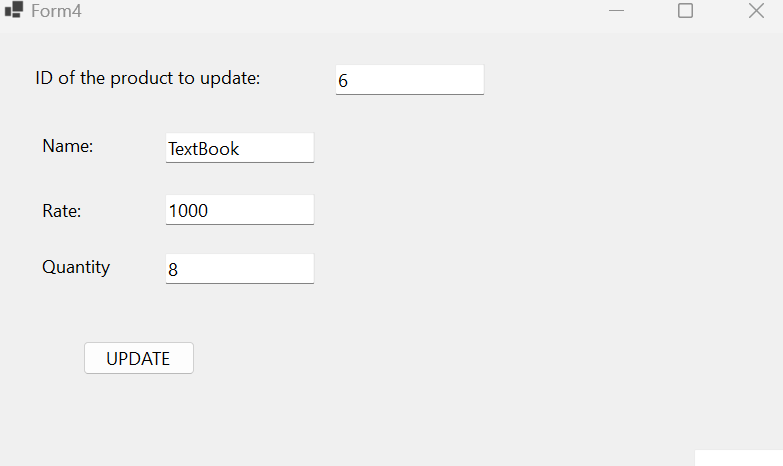 Form4
ID of the product to update: 6
Name: TextBook
Rate: 1000
Quantity 8
UPDATE